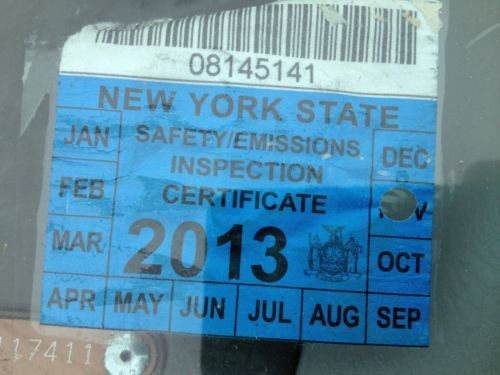 08145141
NEW YORK STATE
JAN SAFETY/EMISSIONS DEC
INSPECTION
FEB CERTIFICATE
MAR 2013 OCT
APR MAY JUN JUL AUG SEP
117411